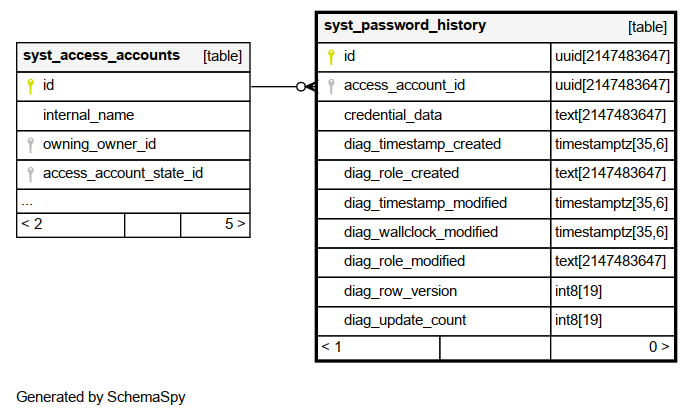 syst_access_accounts [table]
id
internal_name
owning_owner_id
access_account_state_id
...
< 2 5 >
syst_password_history [table]
id uuid[2147483647]
access_account_id uuid[2147483647]
credential_data text[2147483647]
diag_timestamp_created timestamptz[35,6]
diag_role_created text[2147483647]
diag_timestamp_modified timestamptz[35,6]
diag_wallclock_modified timestamptz[35,6]
diag_role_modified text[2147483647]
diag_row_version int8[19]
diag_update_count int8[19]
< 1 0 >
Generated by SchemaSpy